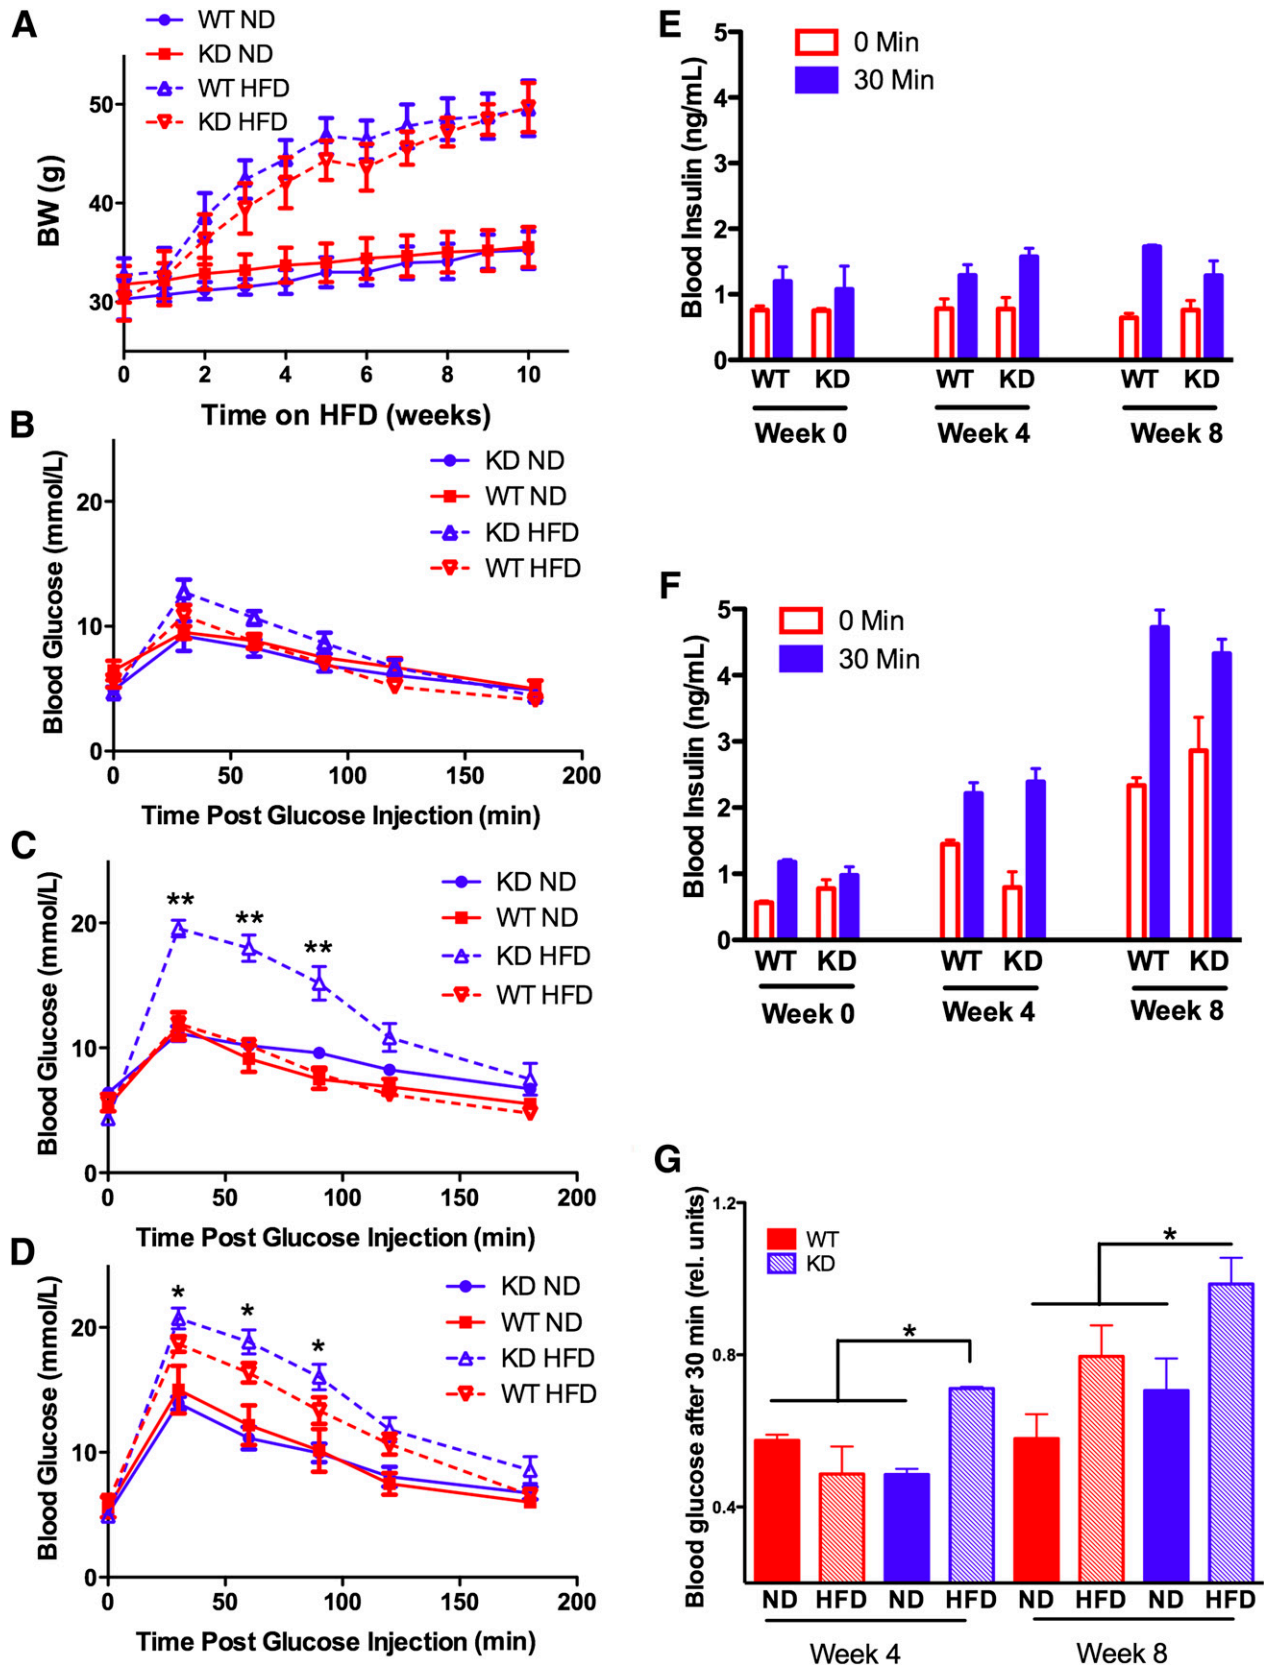 A
WT ND
KD ND
WT HFD
KD HFD
BW (g)
50
40
30
0 2 4 6 8 10
Time on HFD (weeks)
B
KD ND
WT ND
KD HFD
WT HFD
Blood Glucose (mmol/L)
20
10
0
0 50 100 150 200
Time Post Glucose Injection (min)
C
KD ND
WT ND
KD HFD
WT HFD
** ** **
Blood Glucose (mmol/L)
20
10
0
0 50 100 150 200
Time Post Glucose Injection (min)
D
KD ND
WT ND
KD HFD
WT HFD
* * *
Blood Glucose (mmol/L)
20
10
0
0 50 100 150 200
Time Post Glucose Injection (min)
E
0 Min
30 Min
Blood Insulin (ng/mL)
5
4
3
2
1
0
WT KD WT KD WT KD
Week 0 Week 4 Week 8
F
0 Min
30 Min
Blood Insulin (ng/mL)
5
4
3
2
1
0
WT KD WT KD WT KD
Week 0 Week 4 Week 8
G
WT
KD
* *
Blood glucose after 30 min (rel. units)
1.2
0.8
0.4
ND HFD ND HFD ND HFD ND HFD
Week 4 Week 8